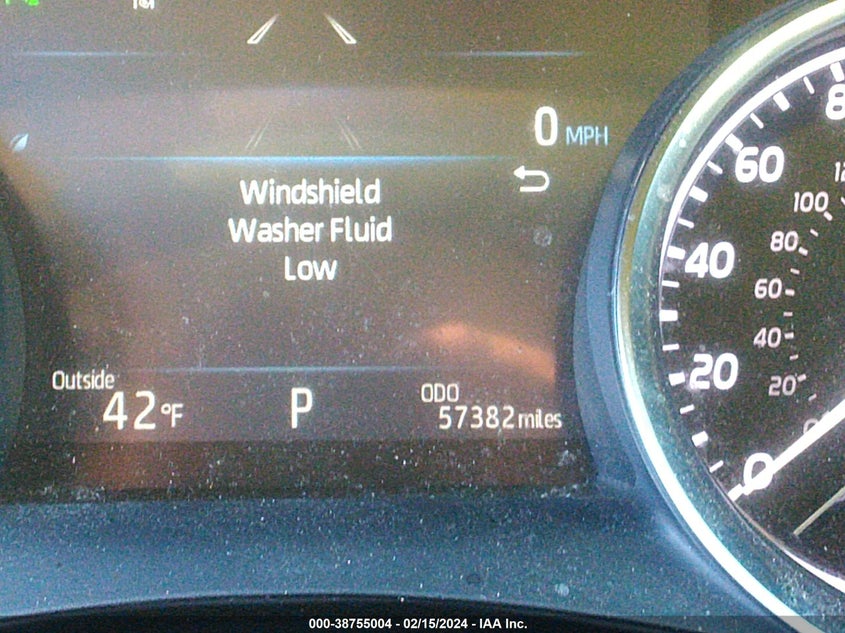 0 MPH
Windshield
Washer Fluid
Low
Outside
42°F
P
ODO
57382 miles
80
60
40
20
0
100
80
60
40
20
000-38755004 - 02/15/2024 - IAA Inc.